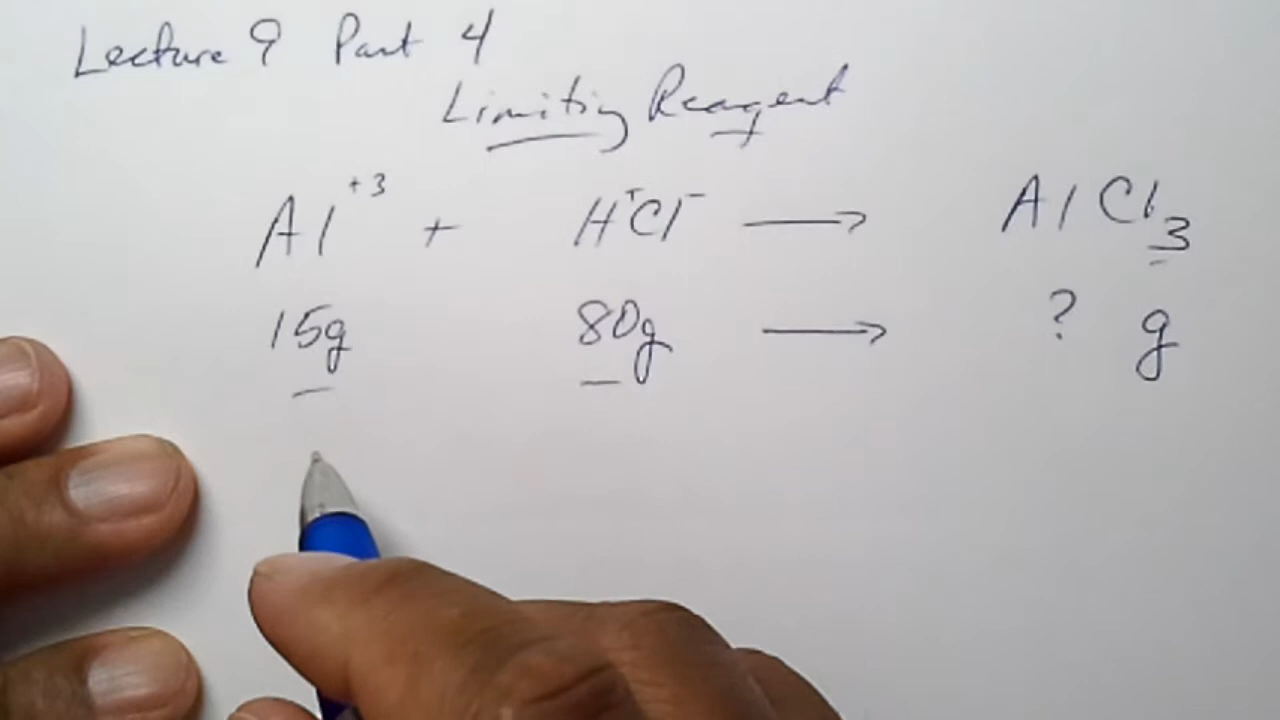 Lecture 9 Part 4
Limiting Reagent
Al⁺³ + H⁺Cl⁻ → AlCl₃
15g 80g → ? g